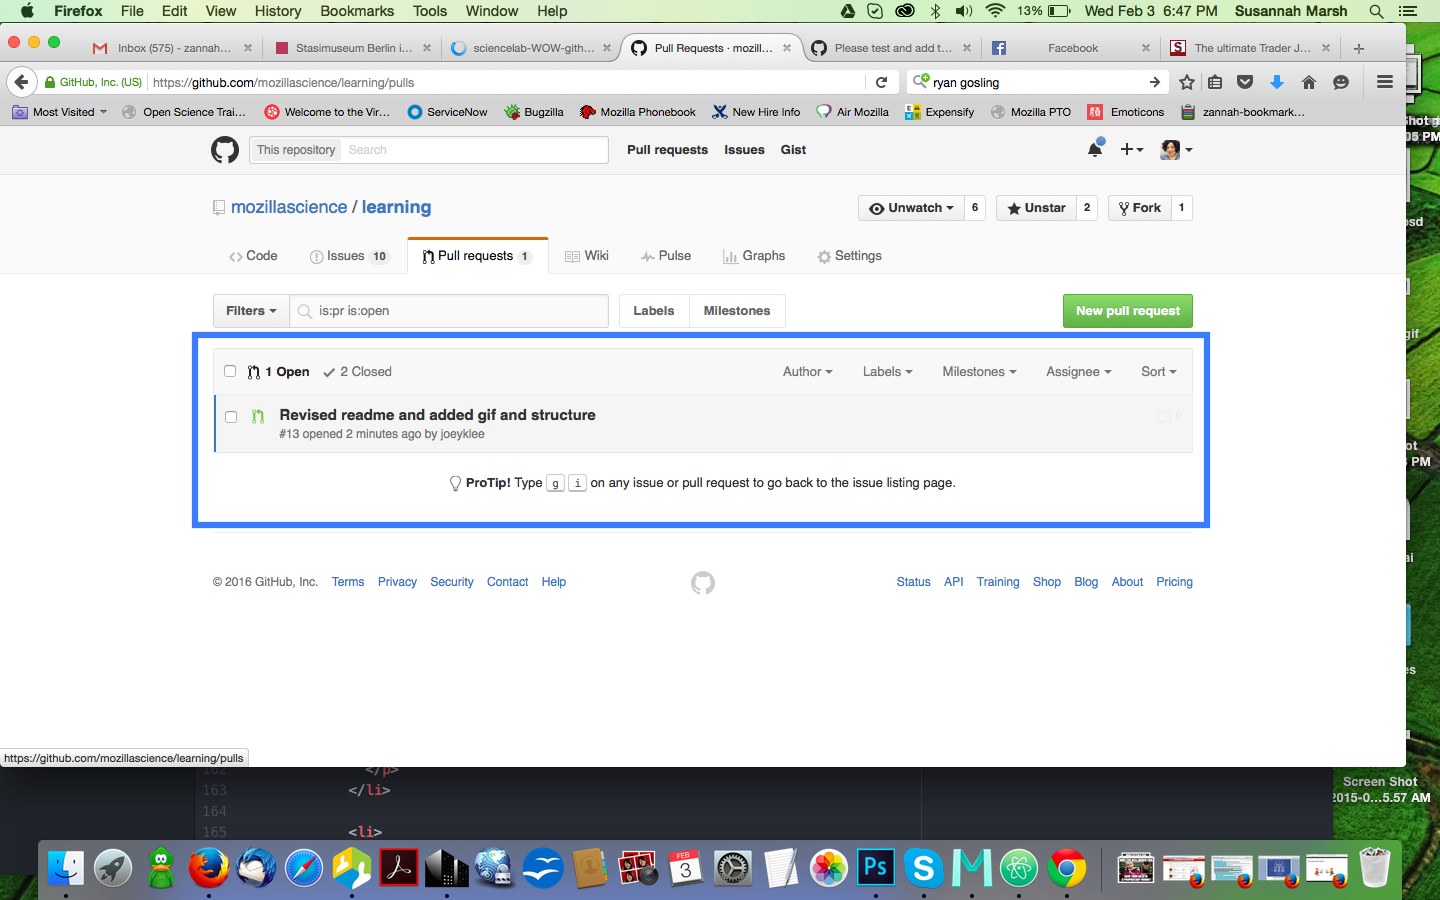 Firefox File Edit View History Bookmarks Tools Window Help 13% Wed Feb 3 6:47 PM Susannah Marsh
Inbox (575) - zannah... Stasimuseum Berlin i... sciencelab-WOW-gith... Pull Requests · mozill... Please test and add t... Facebook The ultimate Trader J...
GitHub, Inc. (US) https://github.com/mozillascience/learning/pulls ryan gosling
Most Visited Open Science Trai... Welcome to the Vir... ServiceNow Bugzilla Mozilla Phonebook New Hire Info Air Mozilla Expensify Mozilla PTO Emoticons zannah-bookmark...
This repository Search Pull requests Issues Gist
mozillascience / learning Unwatch 6 Unstar 2 Fork 1
Code Issues 10 Pull requests 1 Wiki Pulse Graphs Settings
Filters is:pr is:open Labels Milestones New pull request
1 Open 2 Closed Author Labels Milestones Assignee Sort
Revised readme and added gif and structure 0
#13 opened 2 minutes ago by joeyklee
ProTip! Type g i on any issue or pull request to go back to the issue listing page.
© 2016 GitHub, Inc. Terms Privacy Security Contact Help Status API Training Shop Blog About Pricing
https://github.com/mozillascience/learning/pulls
162 </p>
163 </li>
164
165 <li>
Screen Shot
2015-0...5.57 AM
FEB
3
Ps